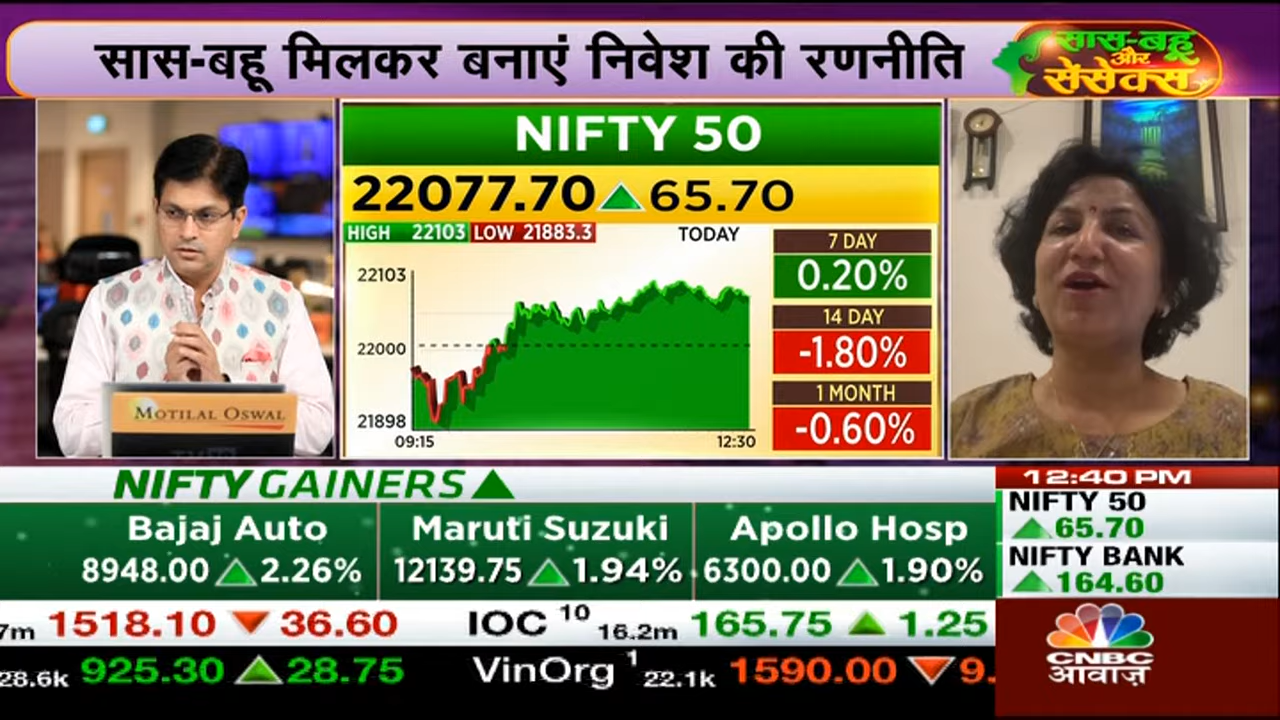 सास-बहू मिलकर बनाएं निवेश की रणनीति
सास-बहू
और
सेंसेक्स
NIFTY 50
22077.70 ▲ 65.70
HIGH 22103 LOW 21883.3
TODAY
22103
22000
21898
09:15
12:30
7 DAY
0.20%
14 DAY
-1.80%
1 MONTH
-0.60%
MOTILAL OSWAL
NIFTY GAINERS ▲
Bajaj Auto
8948.00 ▲ 2.26%
Maruti Suzuki
12139.75 ▲ 1.94%
Apollo Hosp
6300.00 ▲ 1.90%
12:40 PM
NIFTY 50
▲ 65.70
NIFTY BANK
▲ 164.60
7m 1518.10 ▼ 36.60 IOC 10 16.2m 165.75 ▲ 1.25
28.6k 925.30 ▲ 28.75 VinOrg 1 22.1k 1590.00 ▼ 9.
CNBC
आवाज़